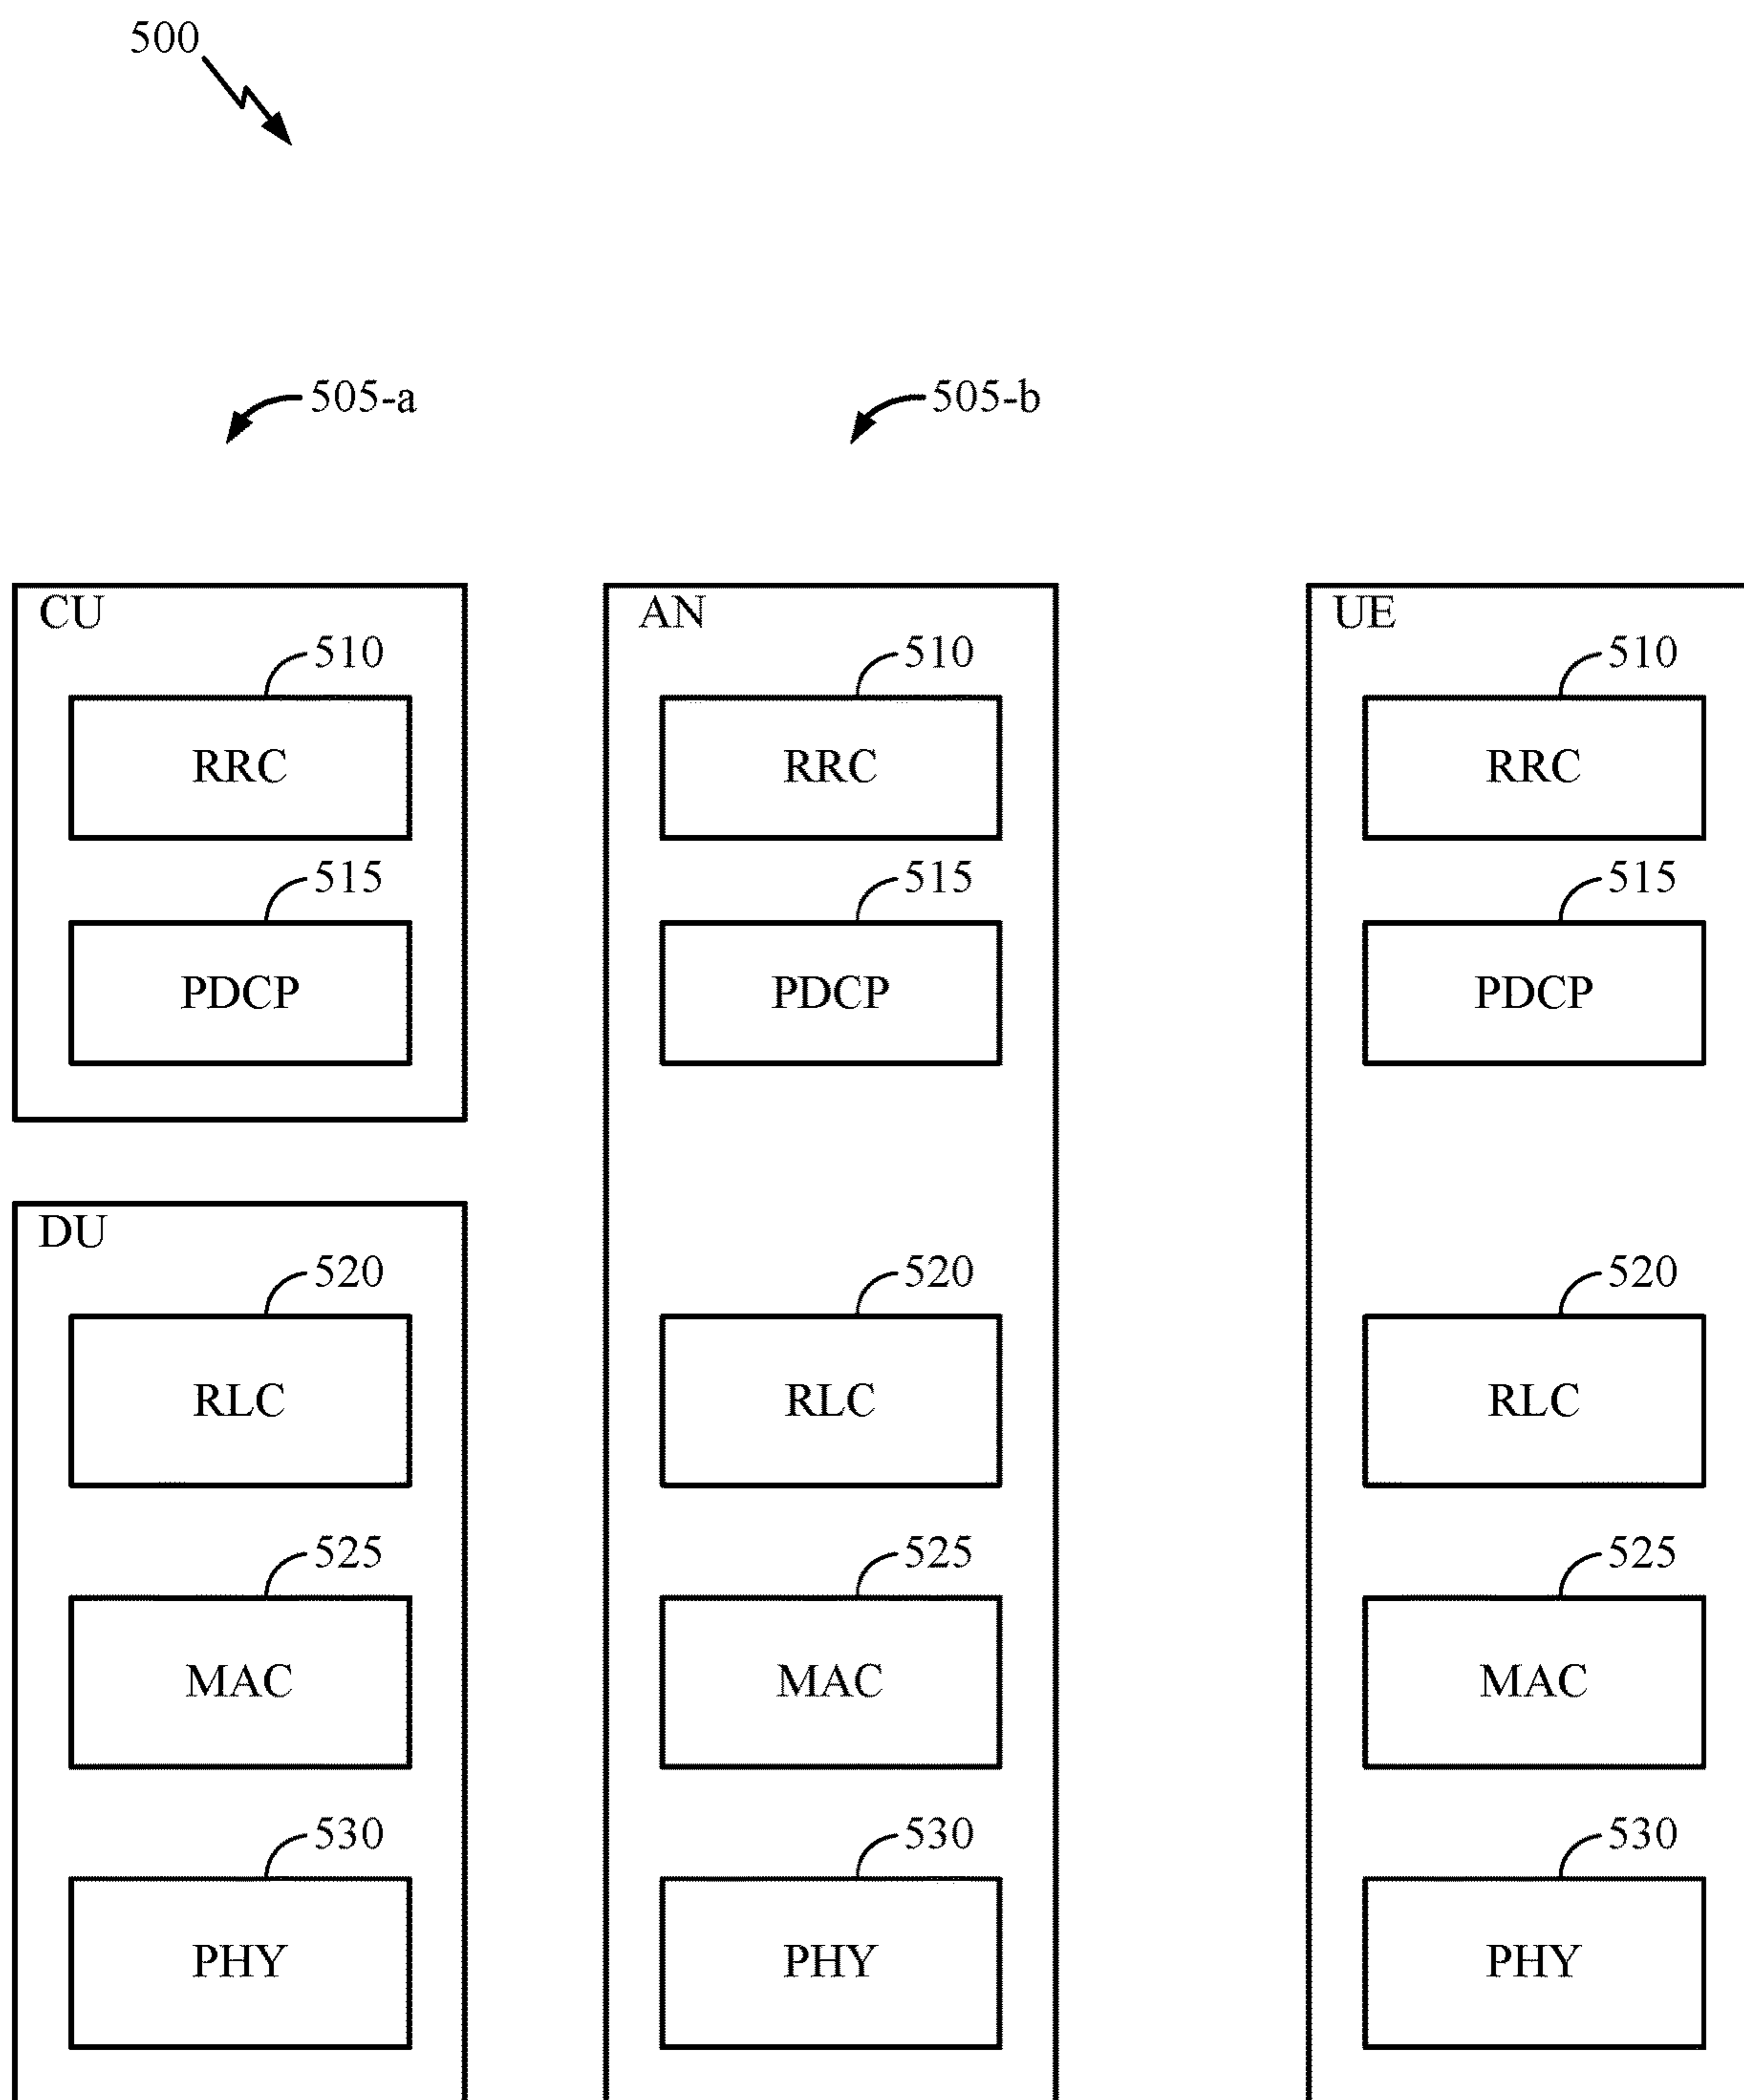 500
505-a 505-b
CU AN UE
510 510 510
RRC RRC RRC
515 515 515
PDCP PDCP PDCP
DU
520 520 520
RLC RLC RLC
525 525 525
MAC MAC MAC
530 530 530
PHY PHY PHY